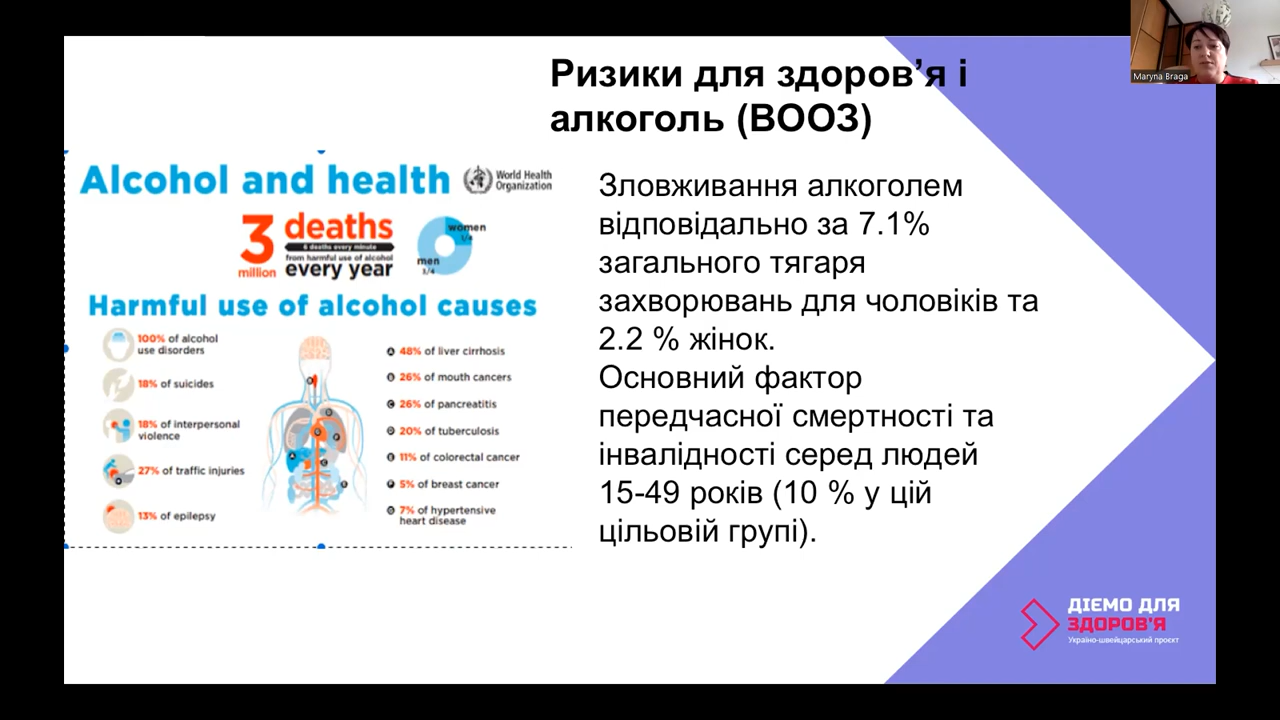 Ризики для здоров’я і
алкоголь (ВООЗ)
Maryna Braga
Alcohol and health
World Health
Organization
3
million
deaths
6 deaths every minute
from harmful use of alcohol
every year
women
1/4
men
3/4
Harmful use of alcohol causes
100% of alcohol
use disorders
18% of suicides
18% of interpersonal
violence
27% of traffic injuries
13% of epilepsy
A 48% of liver cirrhosis
B 26% of mouth cancers
C 26% of pancreatitis
D 20% of tuberculosis
E 11% of colorectal cancer
F 5% of breast cancer
G 7% of hypertensive
heart disease
Зловживання алкоголем
відповідально за 7.1%
загального тягаря
захворювань для чоловіків та
2.2 % жінок.
Основний фактор
передчасної смертності та
інвалідності серед людей
15-49 років (10 % у цій
цільовій групі).
ДІЄМО ДЛЯ
ЗДОРОВ'Я
Україно-швейцарський проєкт